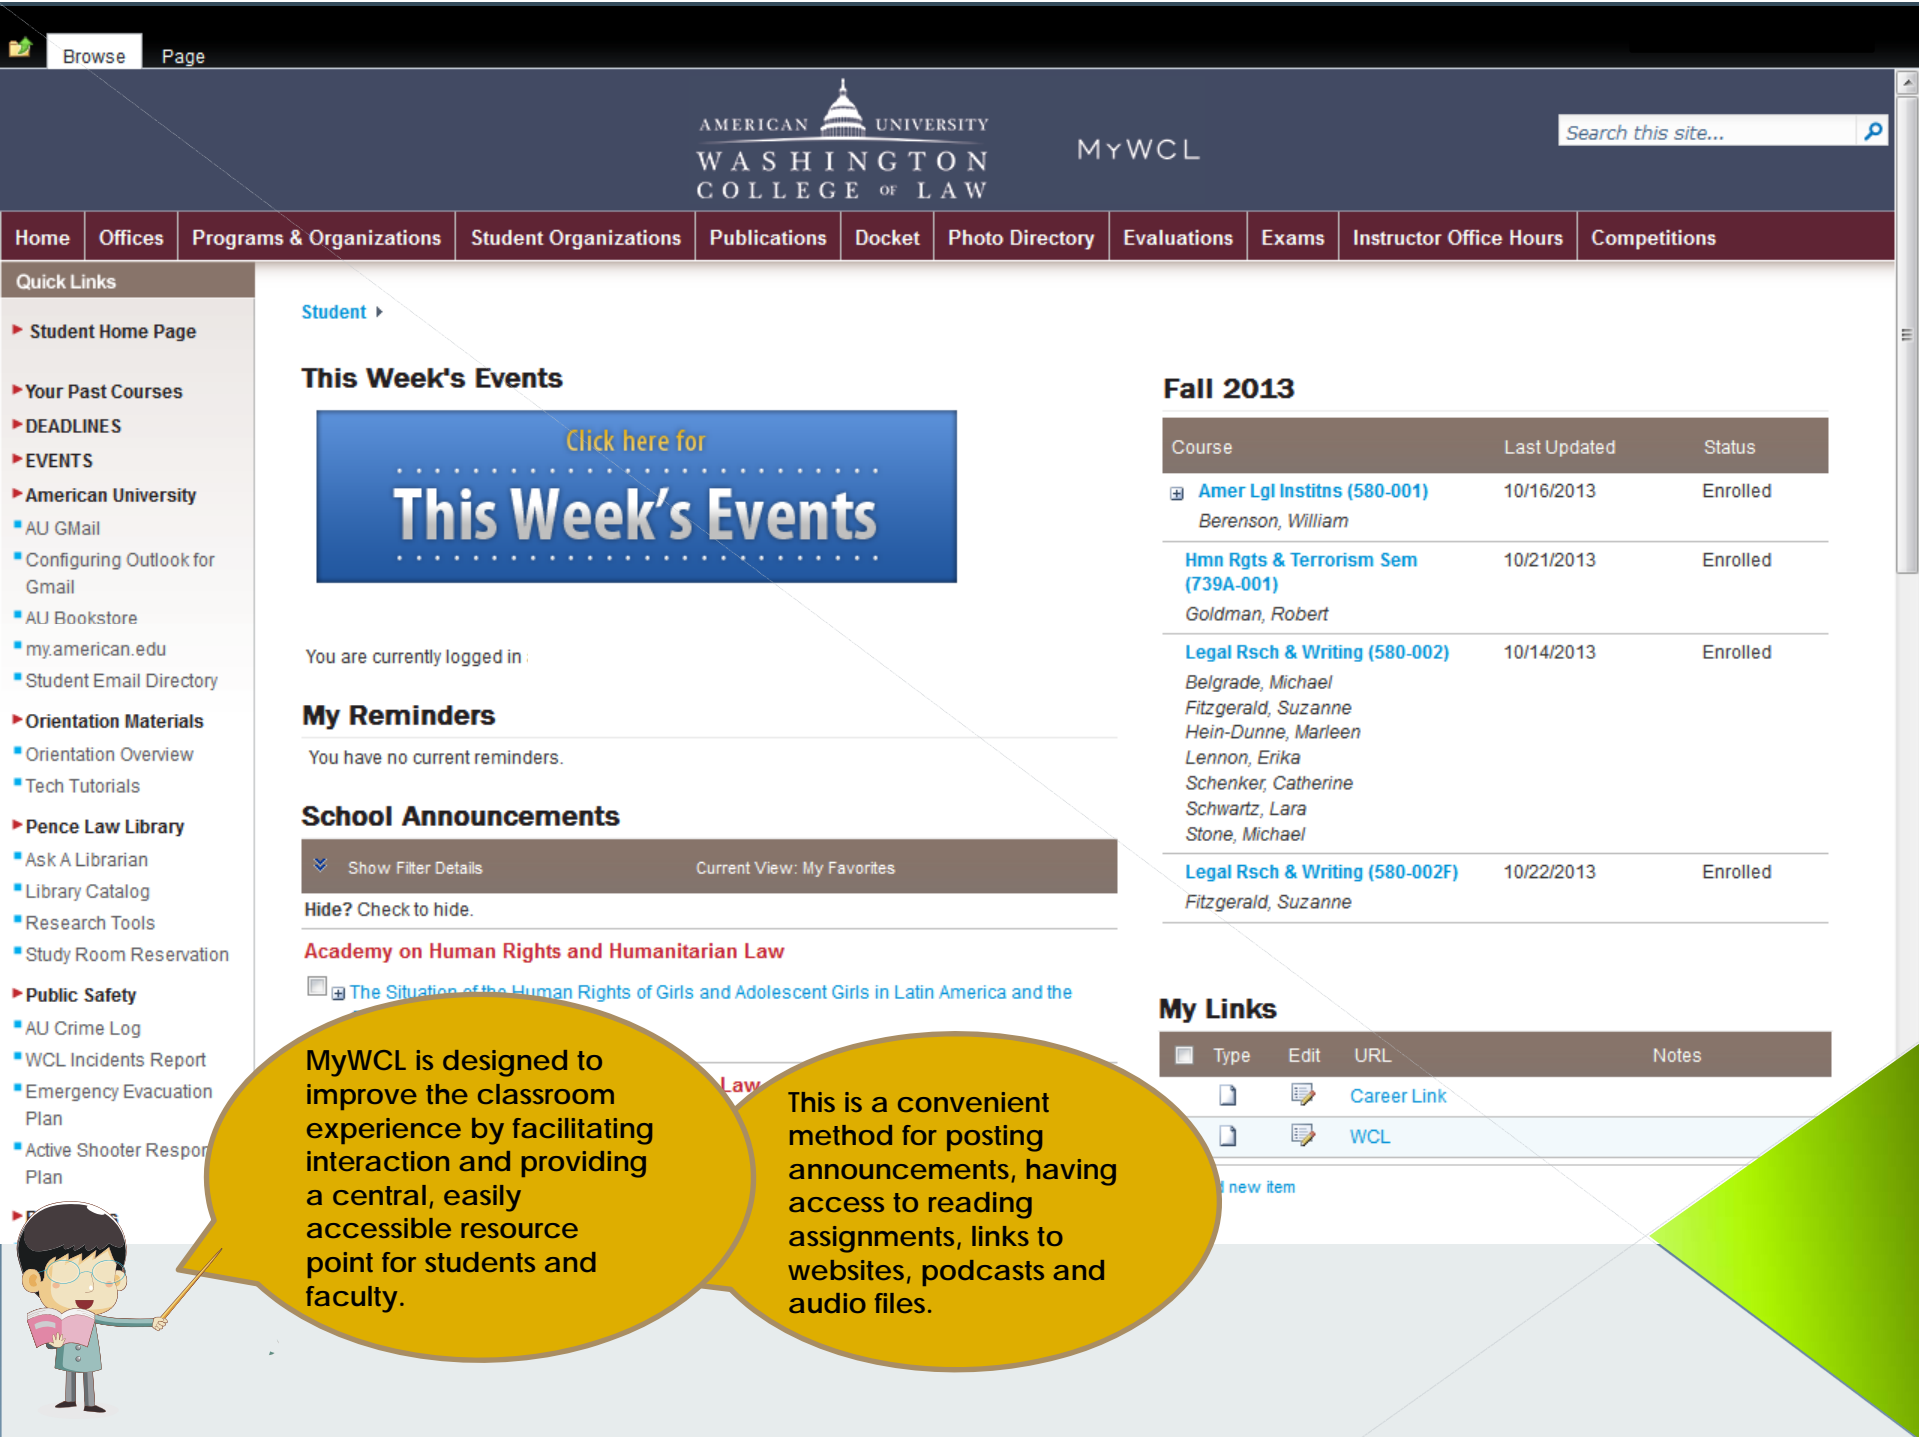 Browse Page
AMERICAN UNIVERSITY
WASHINGTON
COLLEGE OF LAW
MYWCL
Search this site...
Home Offices Programs & Organizations Student Organizations Publications Docket Photo Directory Evaluations Exams Instructor Office Hours Competitions
Quick Links
Student Home Page
Your Past Courses
DEADLINES
EVENTS
American University
AU GMail
Configuring Outlook for
Gmail
AU Bookstore
my.american.edu
Student Email Directory
Orientation Materials
Orientation Overview
Tech Tutorials
Pence Law Library
Ask A Librarian
Library Catalog
Research Tools
Study Room Reservation
Public Safety
AU Crime Log
WCL Incidents Report
Emergency Evacuation
Plan
Active Shooter
Plan
Student
This Week's Events
Click here for
This Week's Events
You are currently logged in
My Reminders
You have no current reminders.
School Announcements
Show Filter Details Current View: My Favorites
Hide? Check to hide.
Academy on Human Rights and Humanitarian Law
The Situation of the Human Rights of Girls and Adolescent Girls in Latin America and the
Law
Fall 2013
Course Last Updated Status
Amer Lgl Institns (580-001) 10/16/2013 Enrolled
Berenson, William
Hmn Rgts & Terrorism Sem 10/21/2013 Enrolled
(739A-001)
Goldman, Robert
Legal Rsch & Writing (580-002) 10/14/2013 Enrolled
Belgrade, Michael
Fitzgerald, Suzanne
Hein-Dunne, Marleen
Lennon, Erika
Schenker, Catherine
Schwartz, Lara
Stone, Michael
Legal Rsch & Writing (580-002F) 10/22/2013 Enrolled
Fitzgerald, Suzanne
My Links
Type Edit URL Notes
Career Link
WCL
new item
MyWCL is designed to
improve the classroom
experience by facilitating
interaction and providing
a central, easily
accessible resource
point for students and
faculty.
This is a convenient
method for posting
announcements, having
access to reading
assignments, links to
websites, podcasts and
audio files.